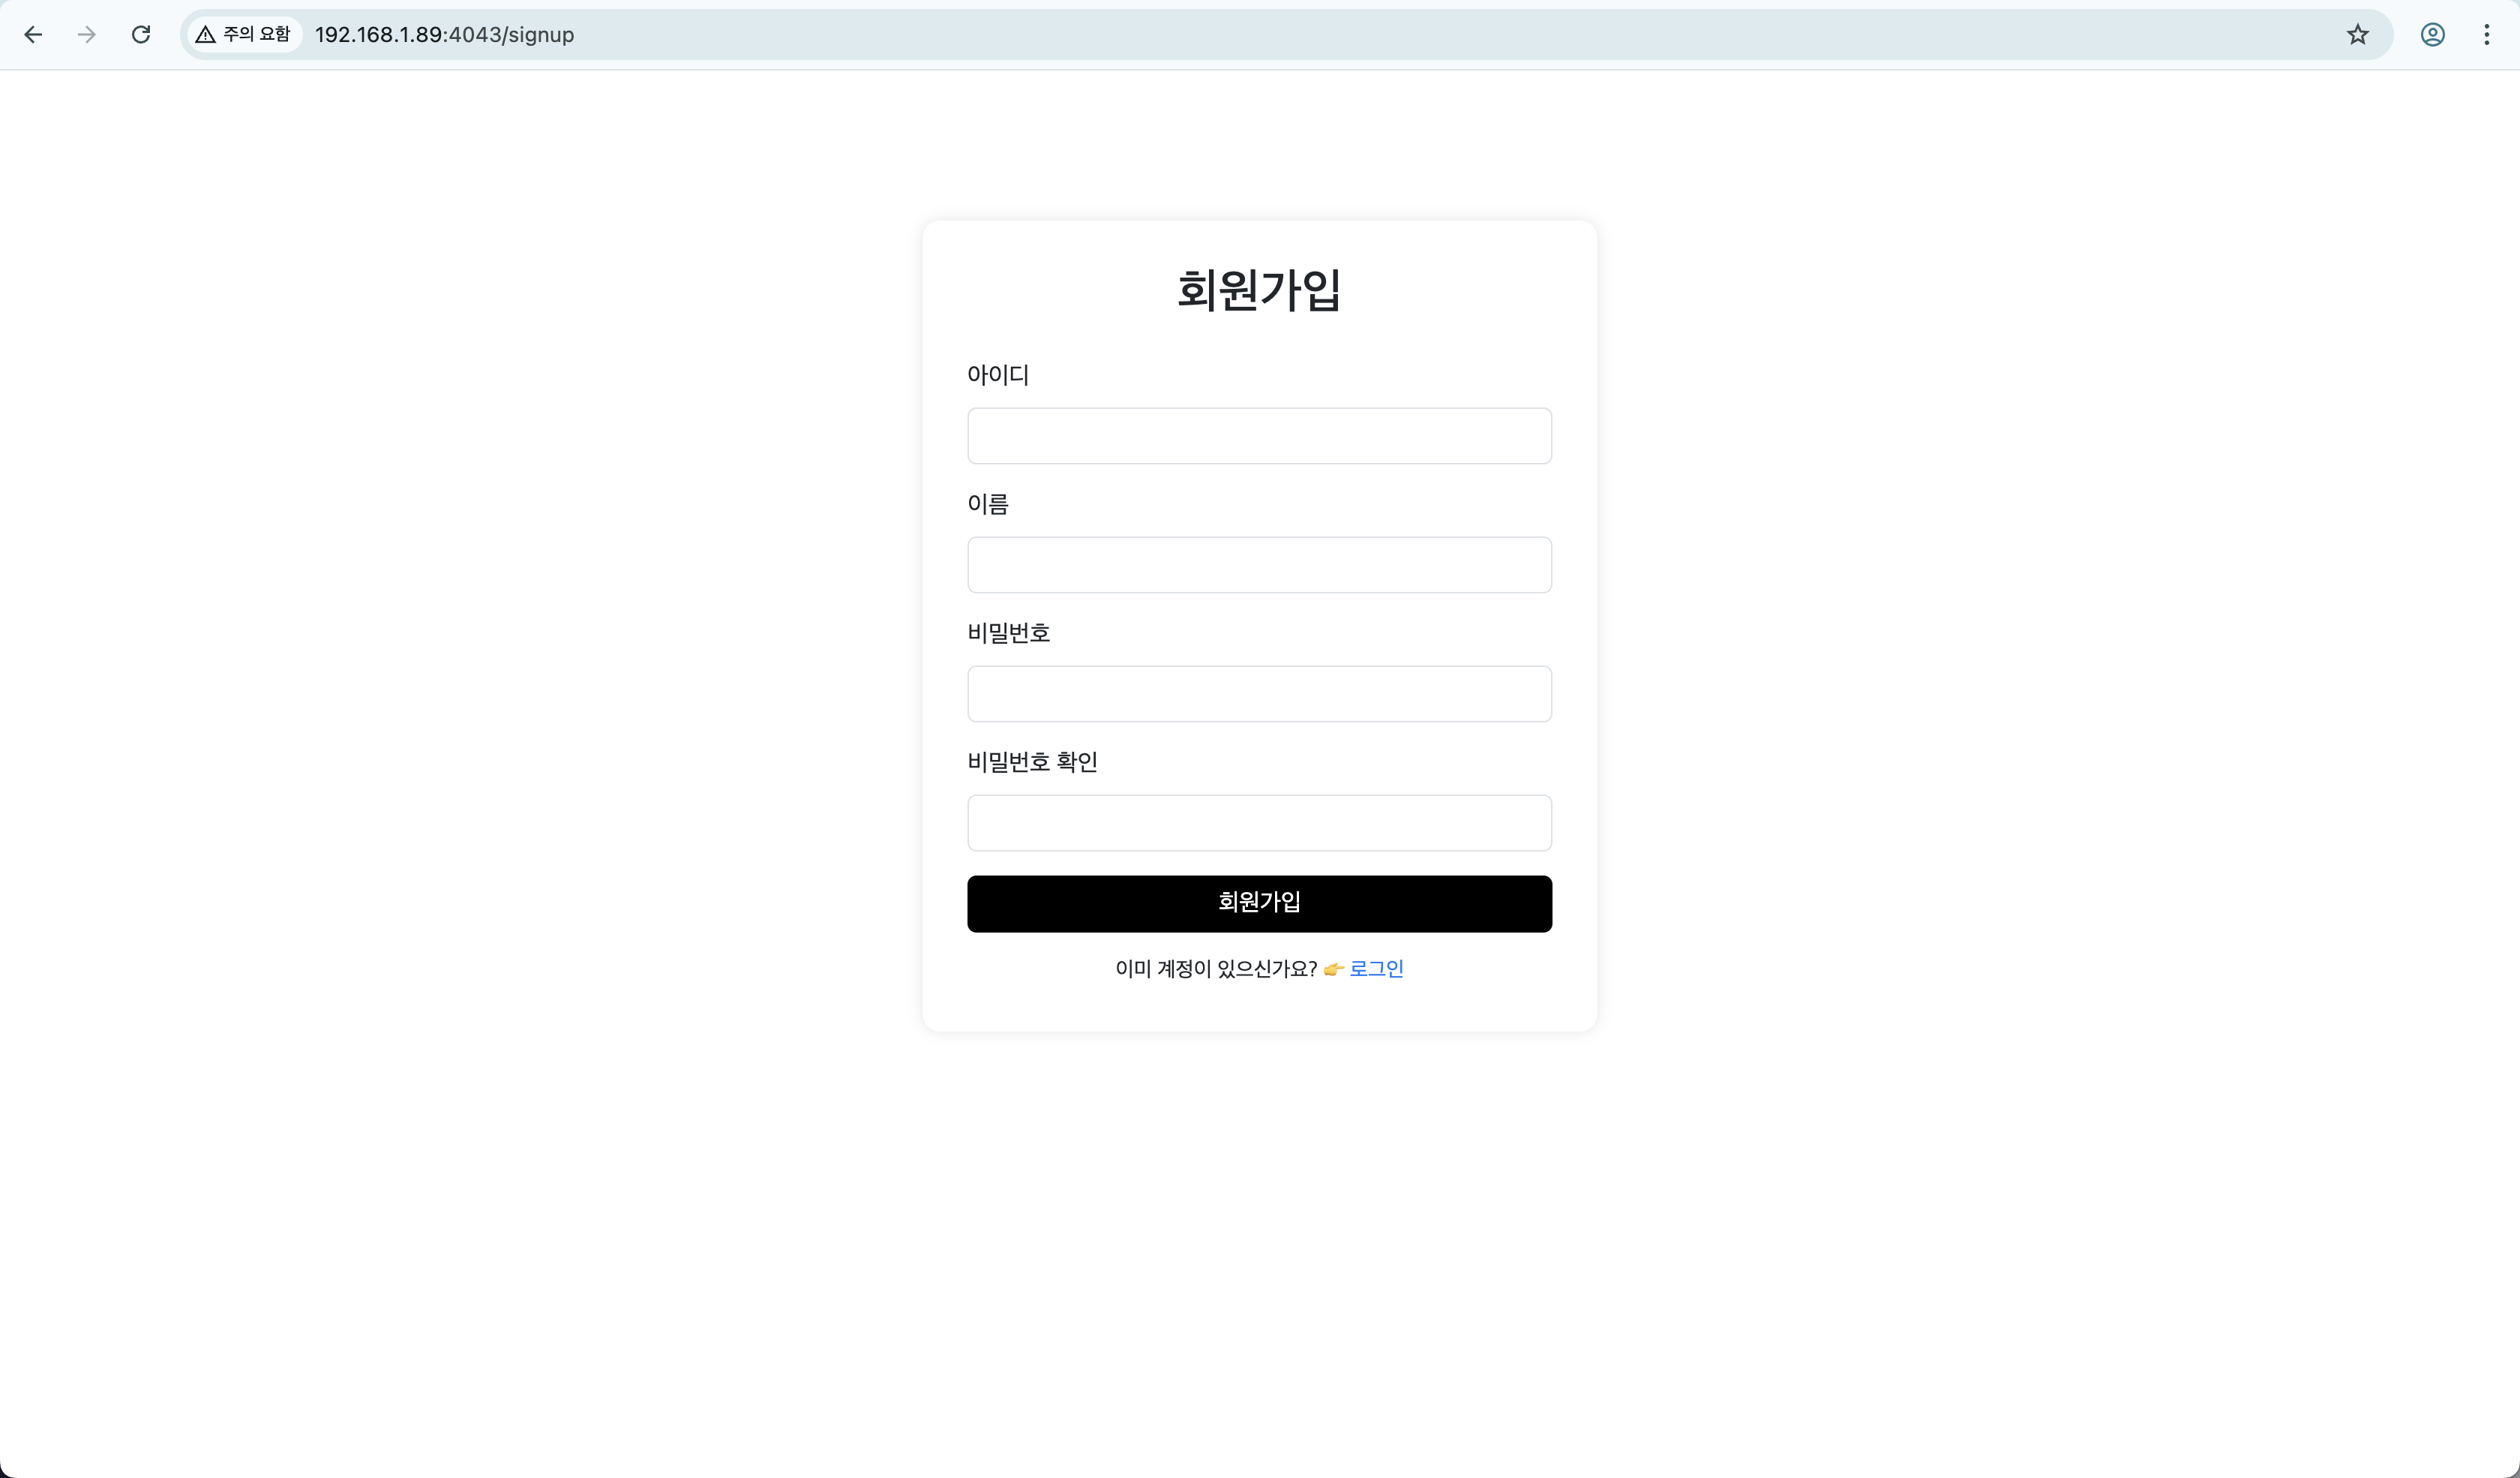 주의 요함 192.168.1.89:4043/signup
회원가입
아이디
이름
비밀번호
비밀번호 확인
회원가입
이미 계정이 있으신가요? 👉 로그인